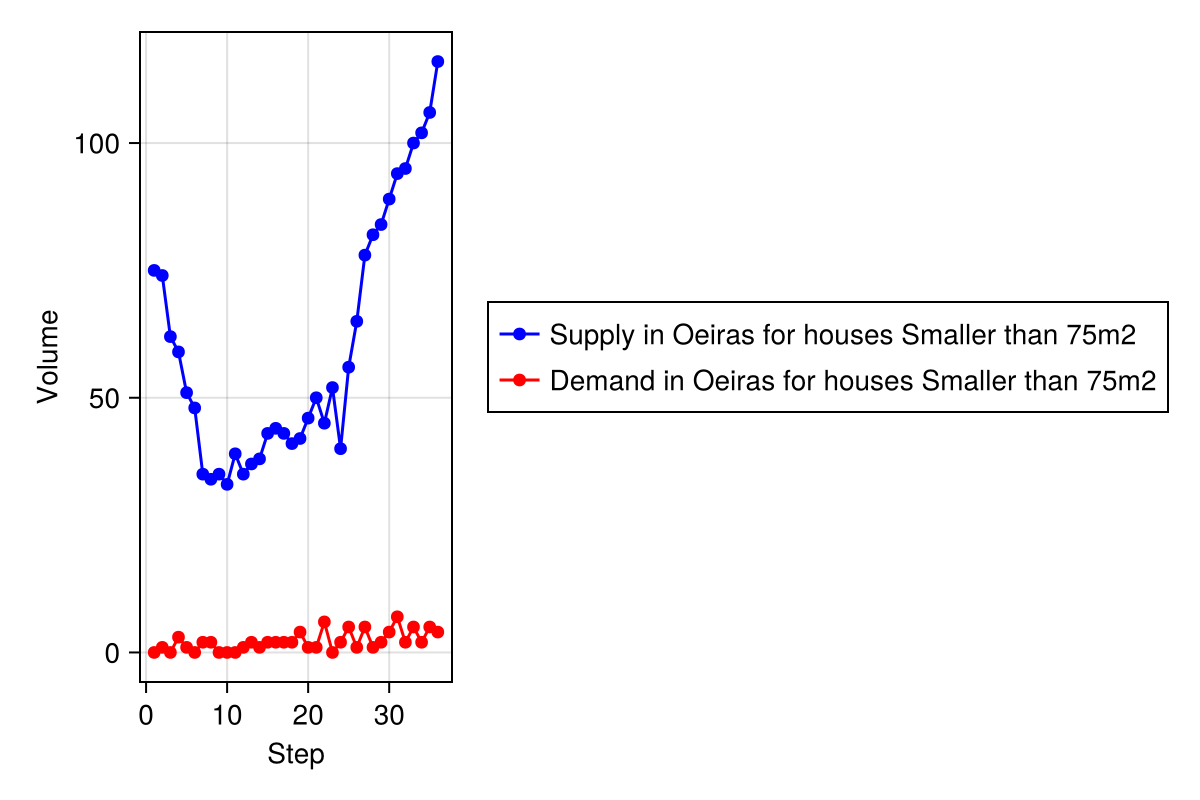 Volume
100
50
0
0 10 20 30
Step
Supply in Oeiras for houses Smaller than 75m2
Demand in Oeiras for houses Smaller than 75m2